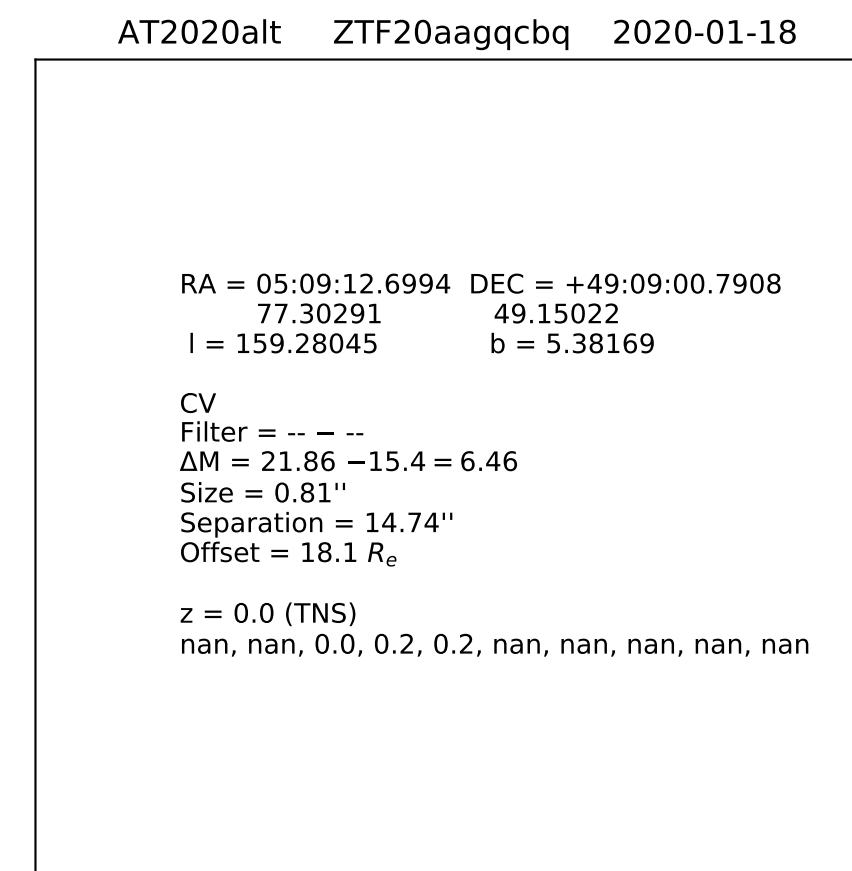 AT2020alt ZTF20aagqcbq 2020-01-18
RA = 05:09:12.6994 DEC = +49:09:00.7908
77.30291 49.15022
l = 159.28045 b = 5.38169
CV
Filter = -- − --
ΔM = 21.86 −15.4 = 6.46
Size = 0.81''
Separation = 14.74''
Offset = 18.1 Rₑ
z = 0.0 (TNS)
nan, nan, 0.0, 0.2, 0.2, nan, nan, nan, nan, nan